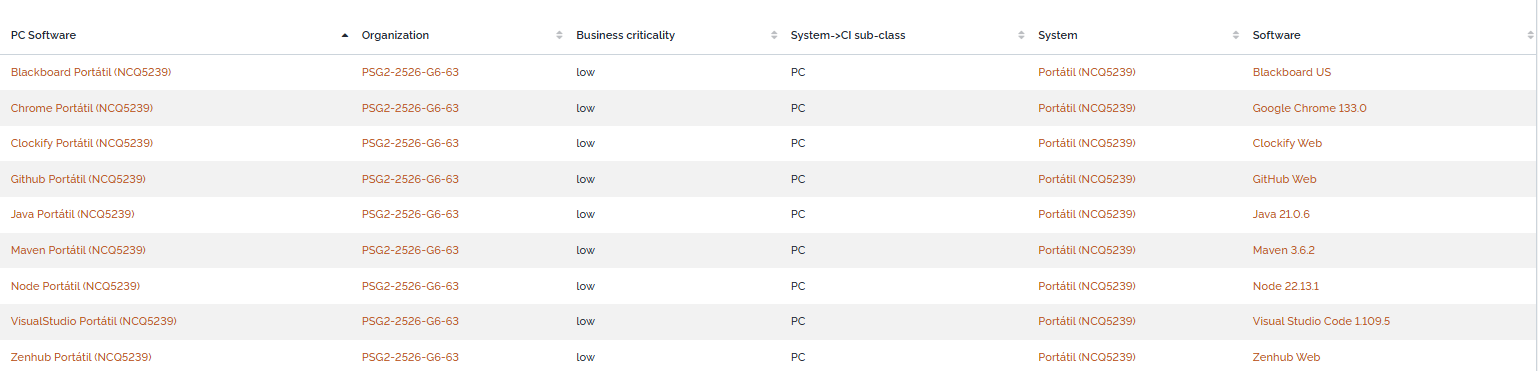 PC Software Organization Business criticality System->CI sub-class System Software
Blackboard Portátil (NCQ5239) PSG2-2526-G6-63 low PC Portátil (NCQ5239) Blackboard US
Chrome Portátil (NCQ5239) PSG2-2526-G6-63 low PC Portátil (NCQ5239) Google Chrome 133.0
Clockify Portátil (NCQ5239) PSG2-2526-G6-63 low PC Portátil (NCQ5239) Clockify Web
Github Portátil (NCQ5239) PSG2-2526-G6-63 low PC Portátil (NCQ5239) GitHub Web
Java Portátil (NCQ5239) PSG2-2526-G6-63 low PC Portátil (NCQ5239) Java 21.0.6
Maven Portátil (NCQ5239) PSG2-2526-G6-63 low PC Portátil (NCQ5239) Maven 3.6.2
Node Portátil (NCQ5239) PSG2-2526-G6-63 low PC Portátil (NCQ5239) Node 22.13.1
VisualStudio Portátil (NCQ5239) PSG2-2526-G6-63 low PC Portátil (NCQ5239) Visual Studio Code 1.109.5
Zenhub Portátil (NCQ5239) PSG2-2526-G6-63 low PC Portátil (NCQ5239) Zenhub Web